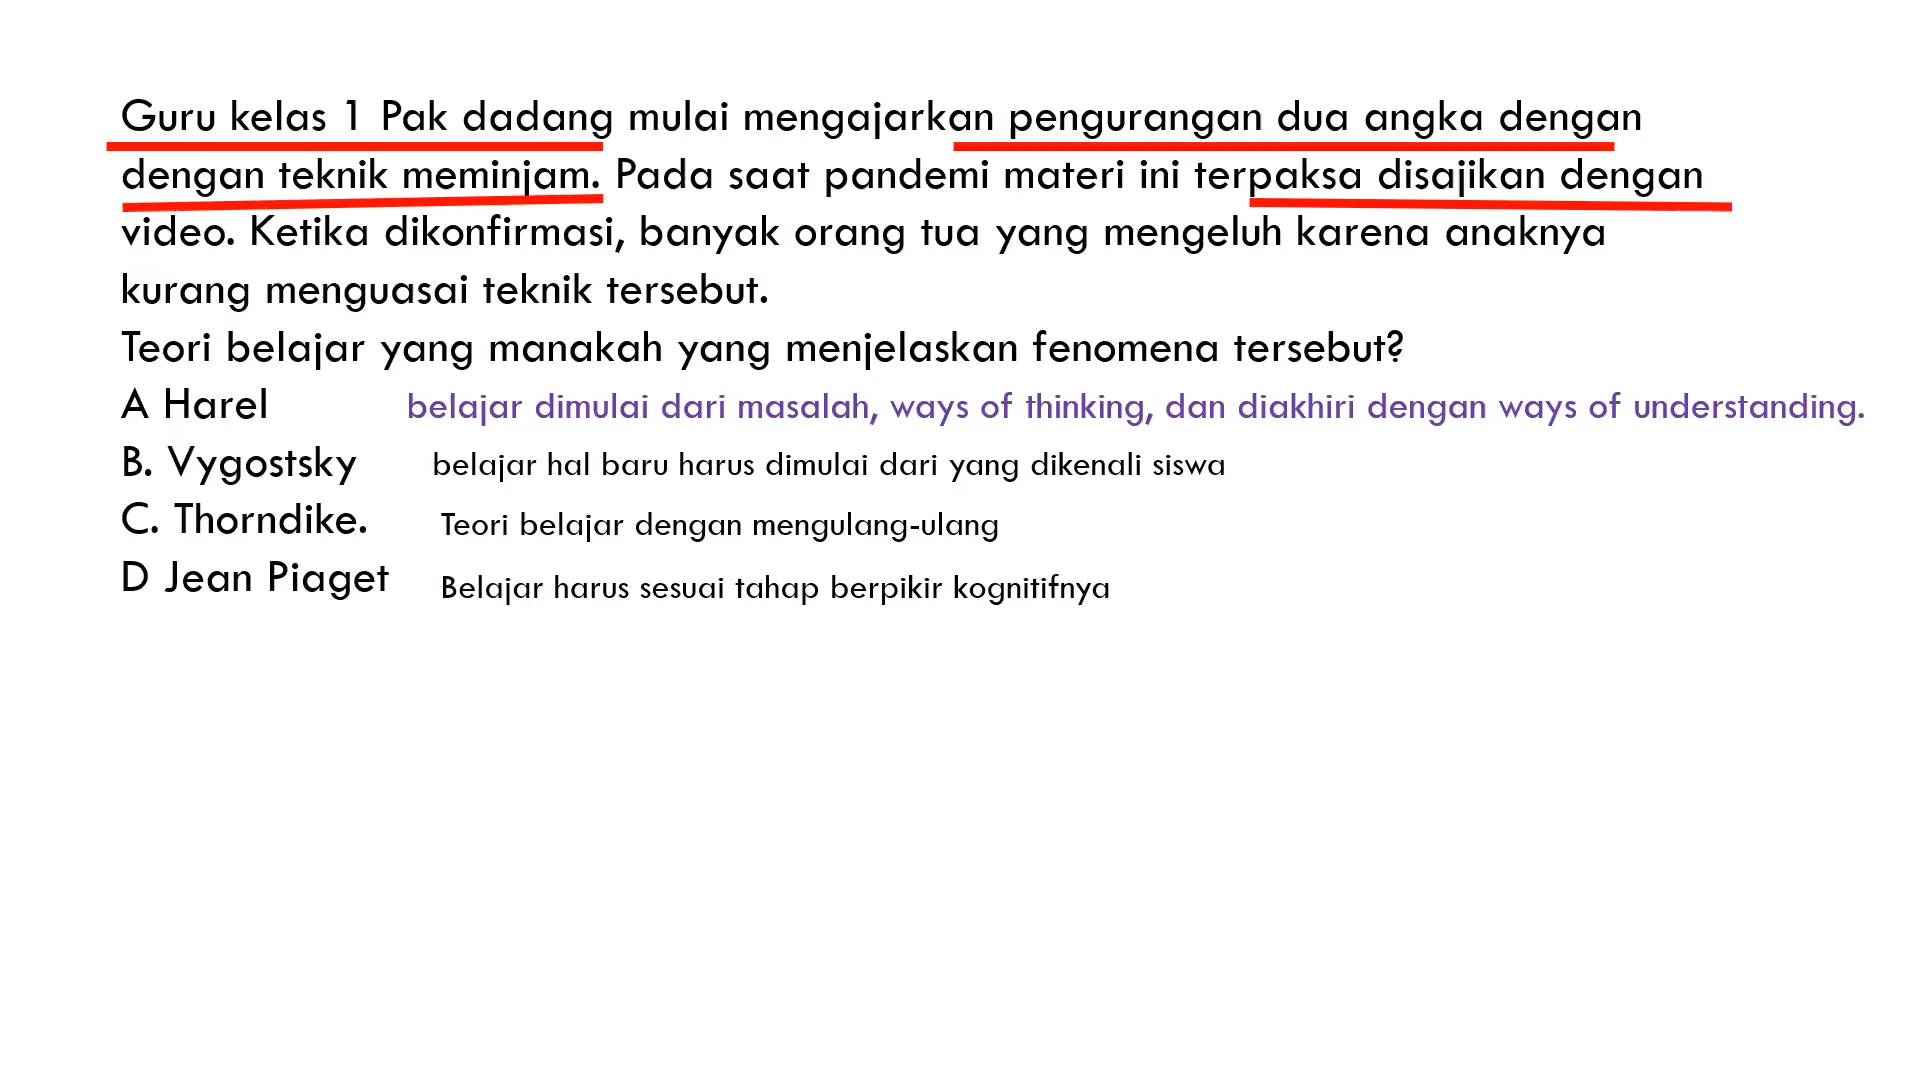 Guru kelas 1 Pak dadang mulai mengajarkan pengurangan dua angka dengan
dengan teknik meminjam. Pada saat pandemi materi ini terpaksa disajikan dengan
video. Ketika dikonfirmasi, banyak orang tua yang mengeluh karena anaknya
kurang menguasai teknik tersebut.
Teori belajar yang manakah yang menjelaskan fenomena tersebut?
A Harel belajar dimulai dari masalah, ways of thinking, dan diakhiri dengan ways of understanding.
B. Vygostsky belajar hal baru harus dimulai dari yang dikenali siswa
C. Thorndike. Teori belajar dengan mengulang-ulang
D Jean Piaget Belajar harus sesuai tahap berpikir kognitifnya